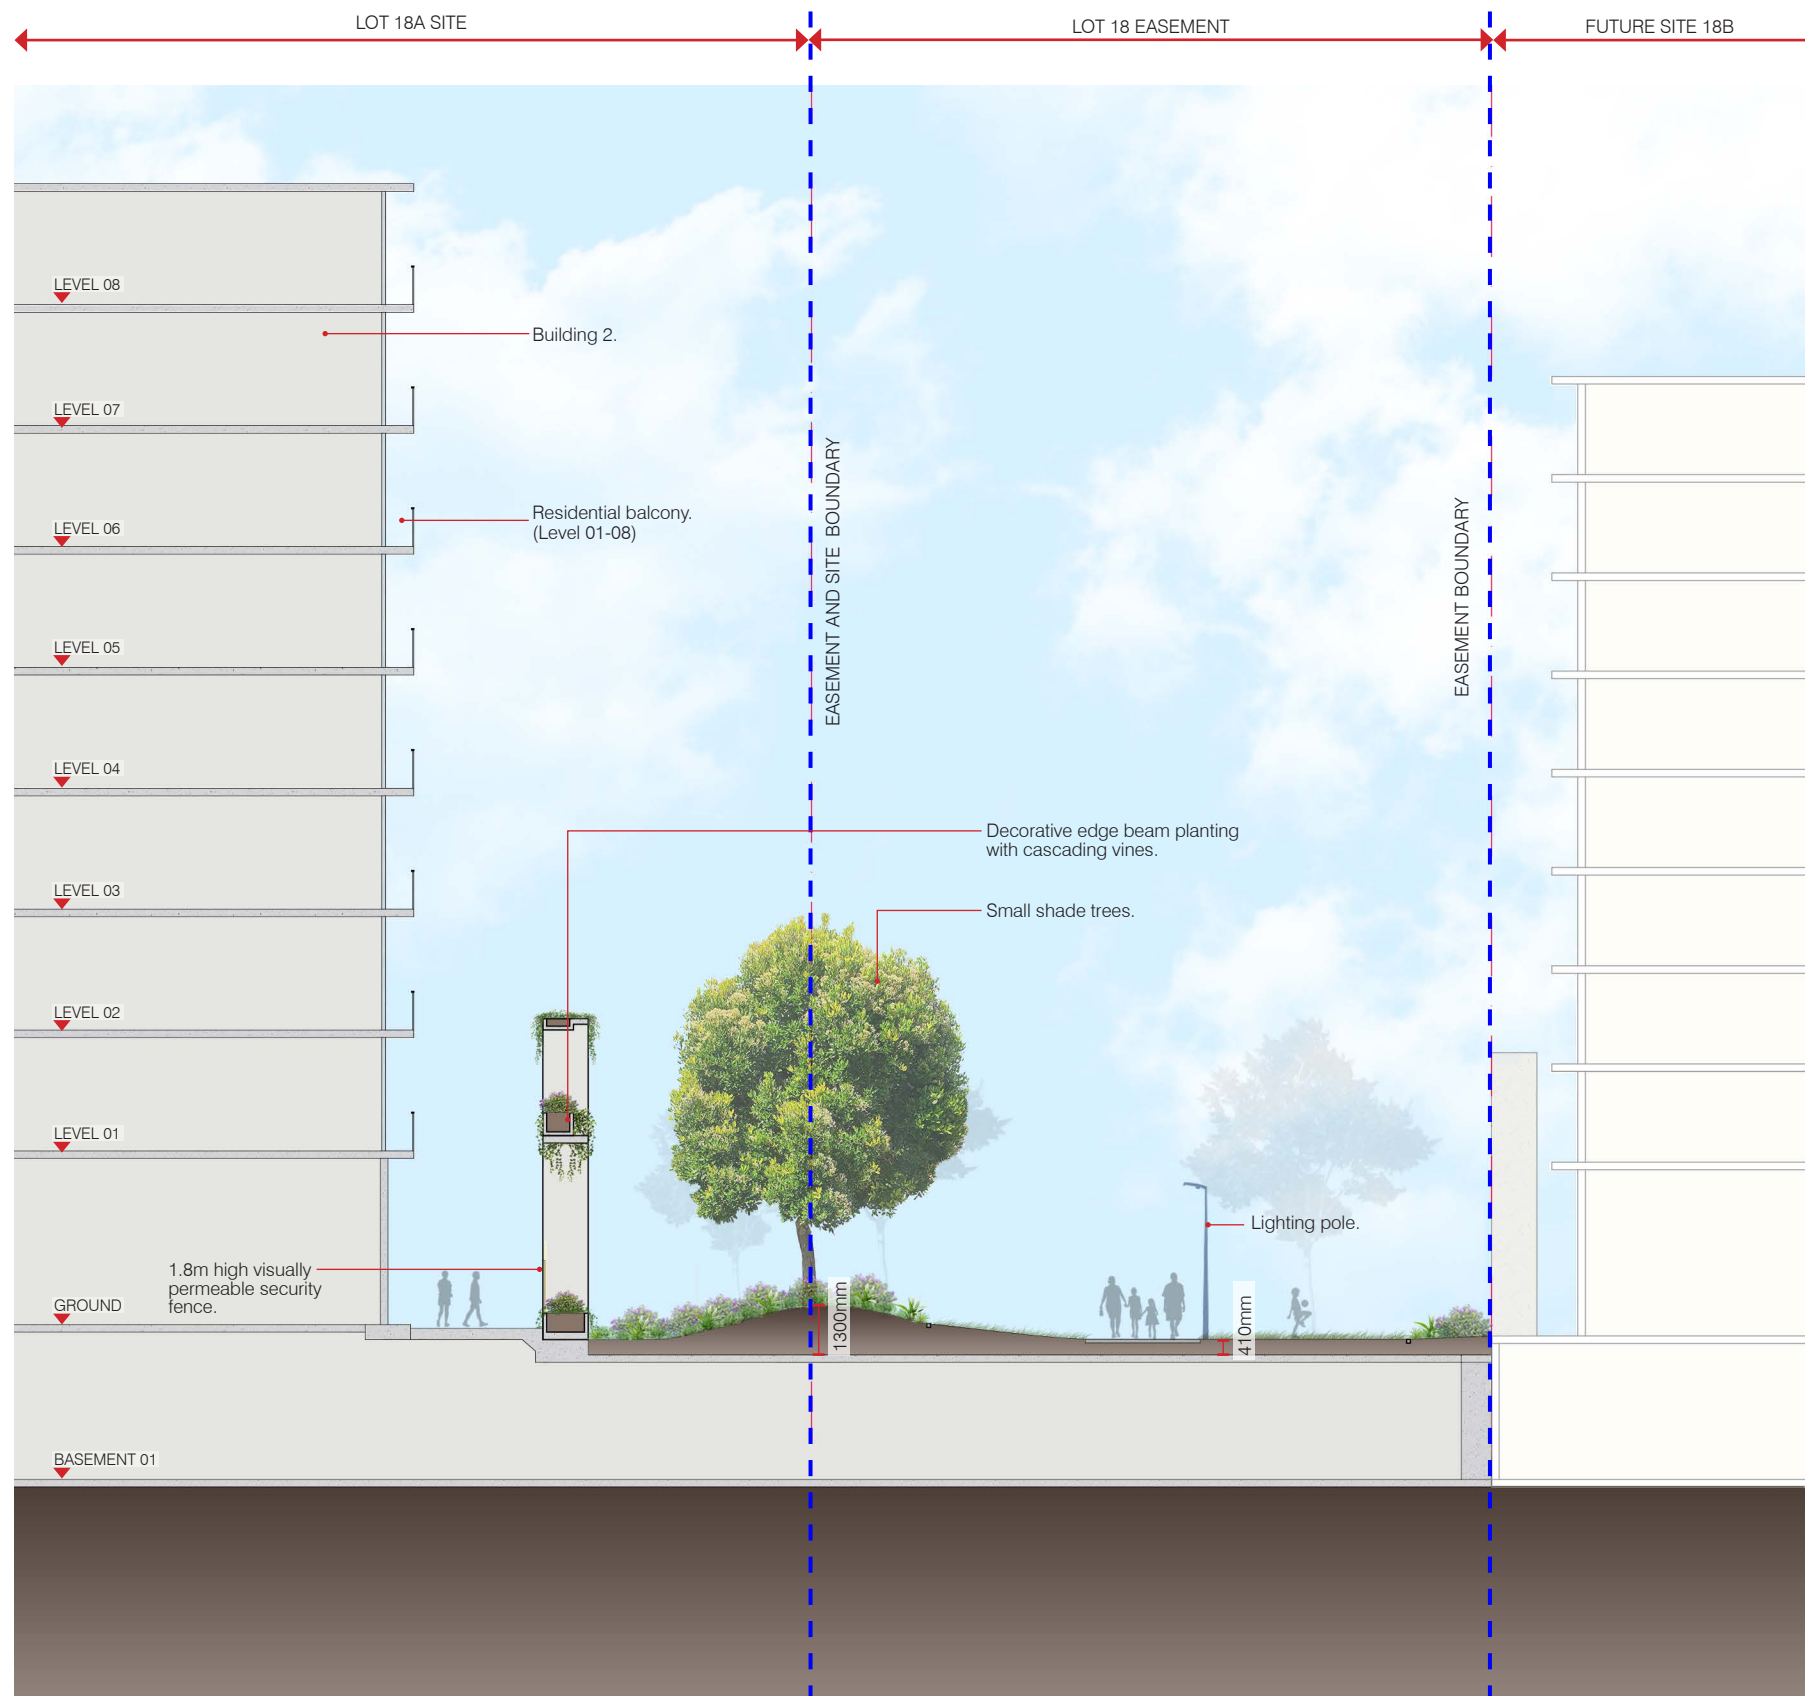 LOT 18A SITE
LOT 18 EASEMENT
FUTURE SITE 18B
LEVEL 08
Building 2.
LEVEL 07
EASEMENT AND SITE BOUNDARY
EASEMENT BOUNDARY
LEVEL 06
Residential balcony.
(Level 01-08)
LEVEL 05
LEVEL 04
Decorative edge beam planting
with cascading vines.
LEVEL 03
Small shade trees.
LEVEL 02
LEVEL 01
Lighting pole.
1.8m high visually
permeable security
fence.
GROUND
1300mm
410mm
BASEMENT 01